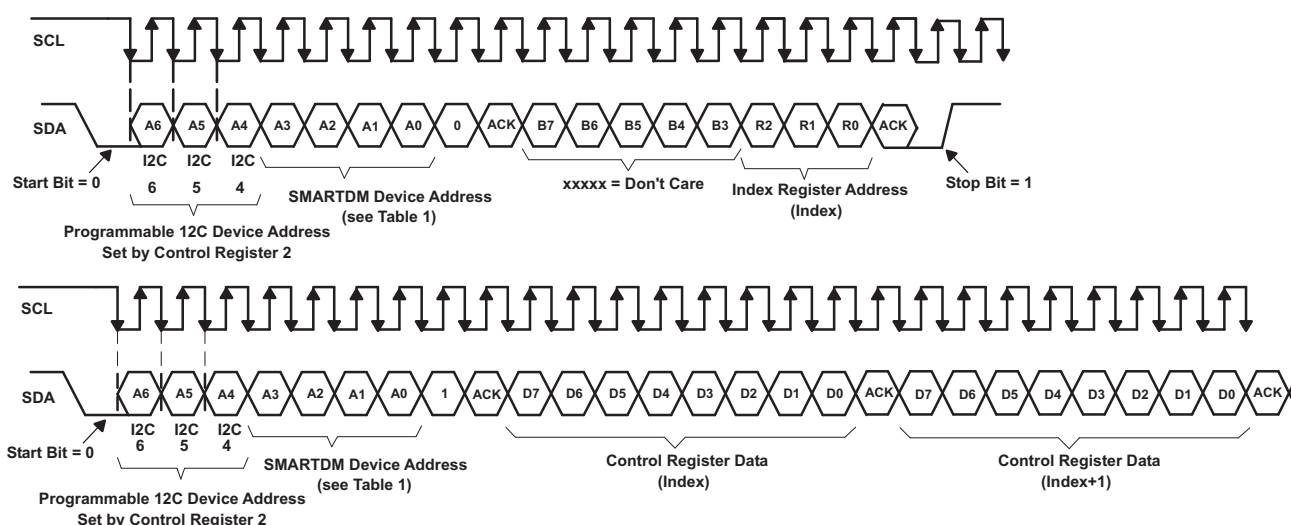 SCL
SDA A6 A5 A4 A3 A2 A1 A0 0 ACK B7 B6 B5 B4 B3 R2 R1 R0 ACK
I2C I2C I2C
Start Bit = 0 6 5 4 SMARTDM Device Address xxxxx = Don't Care Index Register Address Stop Bit = 1
(see Table 1) (Index)
Programmable 12C Device Address
Set by Control Register 2
SCL
SDA A6 A5 A4 A3 A2 A1 A0 1 ACK D7 D6 D5 D4 D3 D2 D1 D0 ACK D7 D6 D5 D4 D3 D2 D1 D0 ACK
I2C I2C I2C
Start Bit = 0 6 5 4 SMARTDM Device Address Control Register Data Control Register Data
(see Table 1) (Index) (Index+1)
Programmable 12C Device Address
Set by Control Register 2